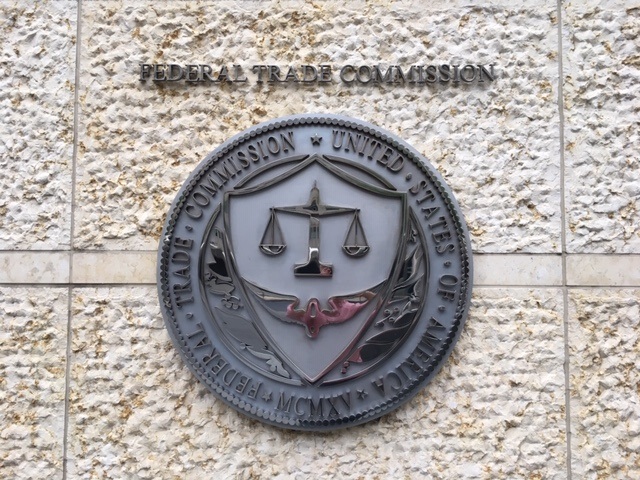 FEDERAL TRADE COMMISSION
FEDERAL TRADE COMMISSION ★ UNITED STATES OF AMERICA
★ MCMXV ★